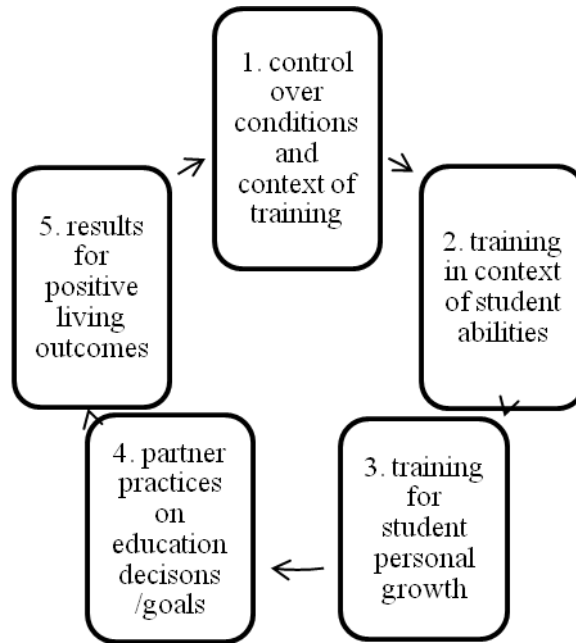 1. control
over
conditions
and
context of
training
2. training
in context
of student
abilities
3. training
for
student
personal
growth
4. partner
practices
on
education
decisons
/goals
5. results
for
positive
living
outcomes